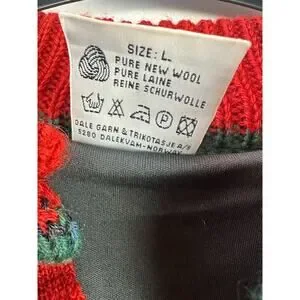 SIZE: L
PURE NEW WOOL
PURE LAINE
REINE SCHURWOLLE
DALE GARN & TRIKOTASJE A/S
5280 DALEKVAM-NORWAY